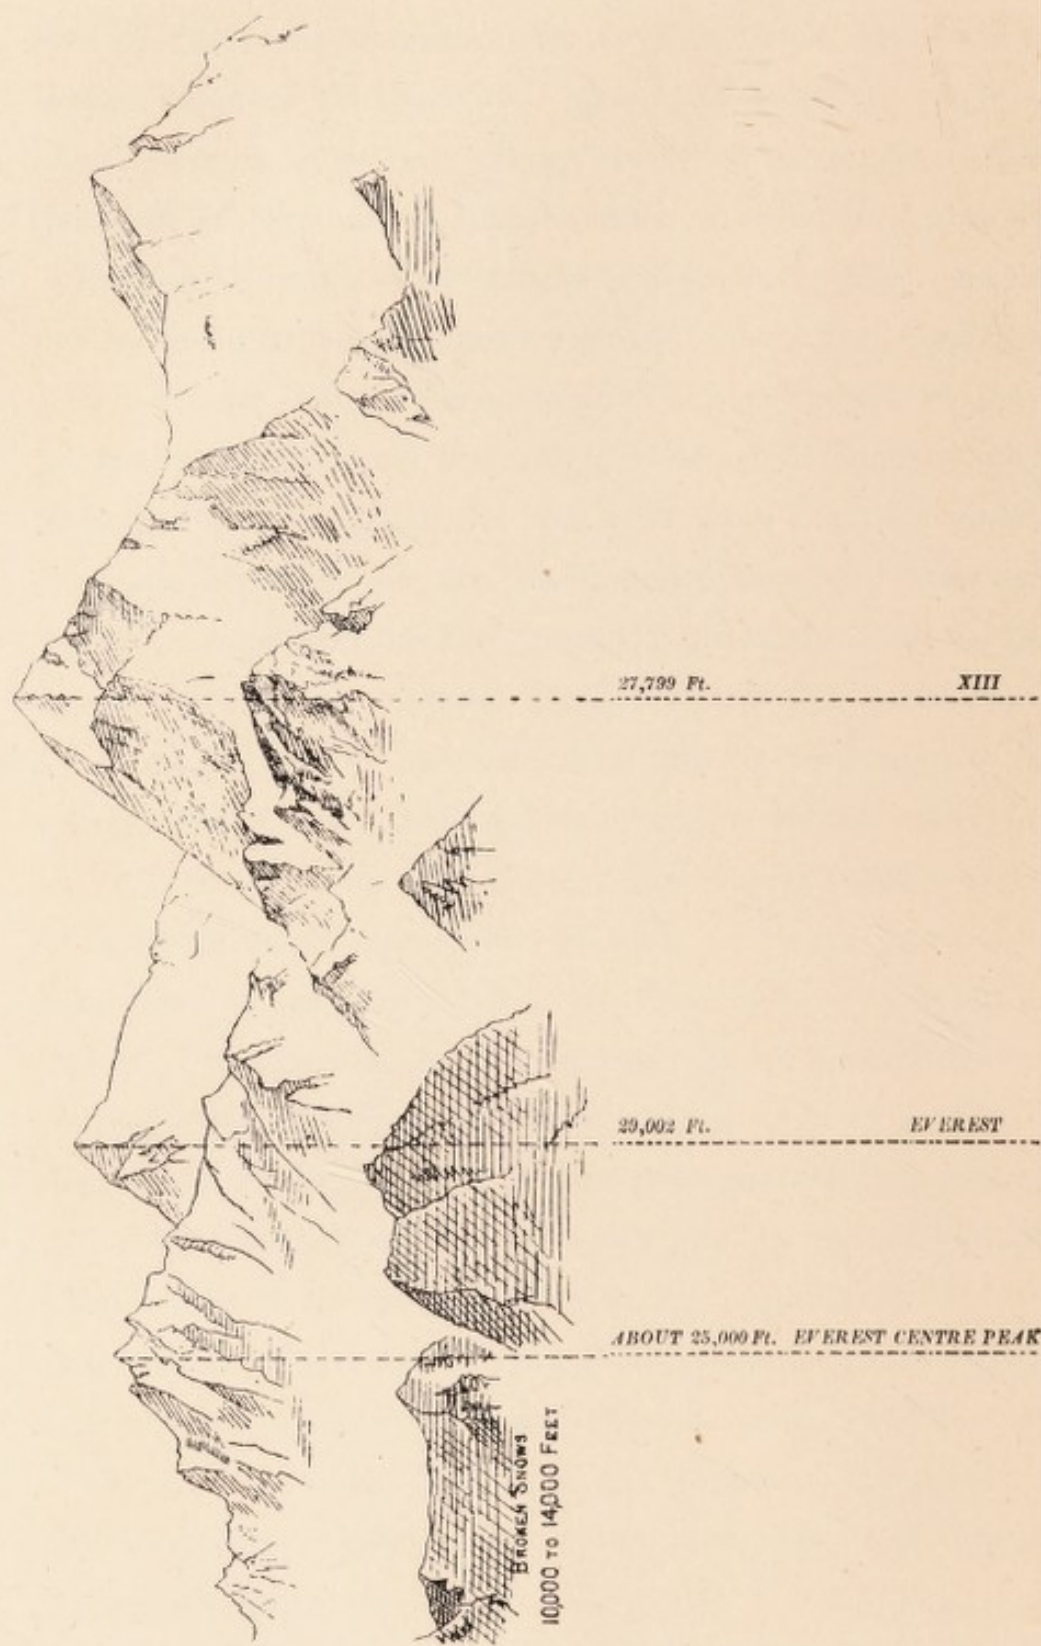 27,799 Ft. XIII
29,002 Ft. EVEREST
ABOUT 25,000 Ft. EVEREST CENTRE PEAK
BROKEN SNOWS
10,000 TO 14,000 FEET